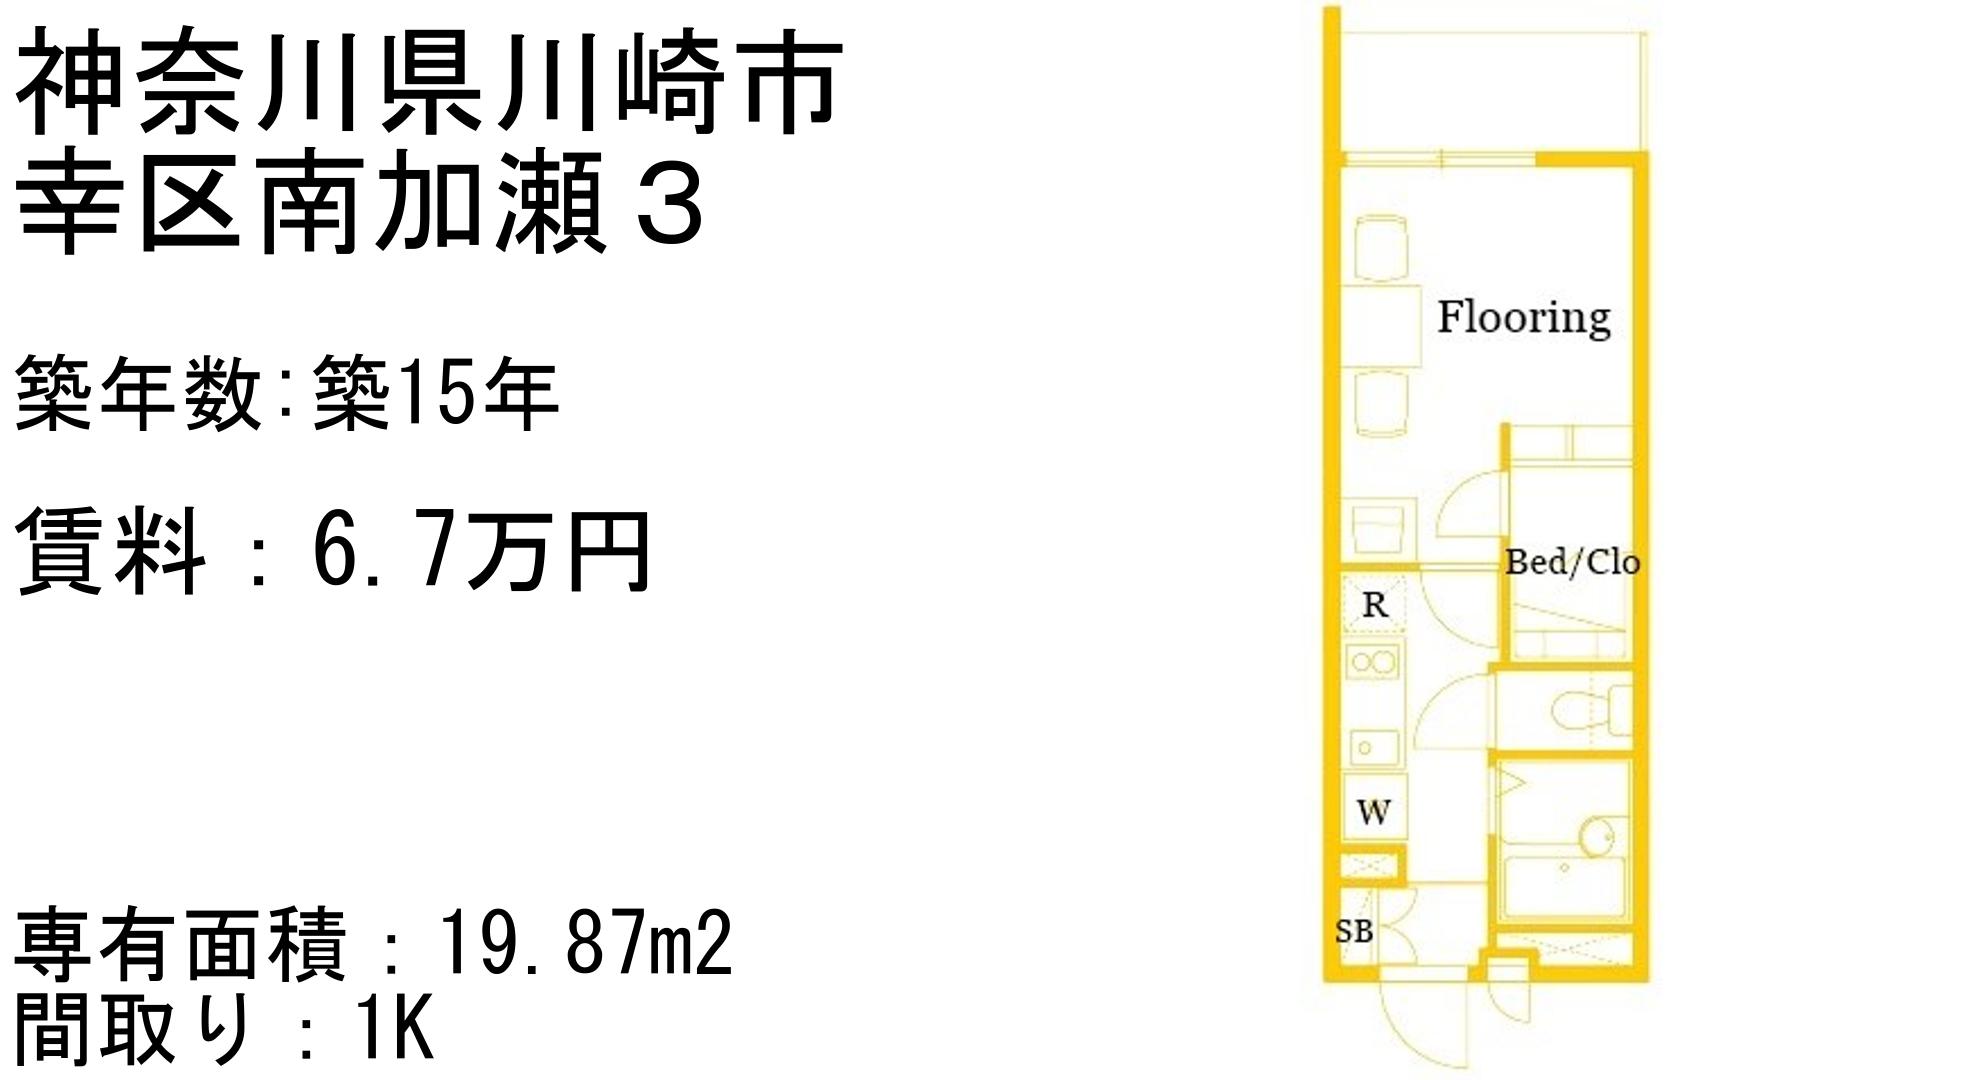 神奈川県川崎市
幸区南加瀬３
築年数:築15年
賃料：6.7万円
専有面積：19.87m2
間取り：1K
Flooring
Bed/Clo
R
W
SB